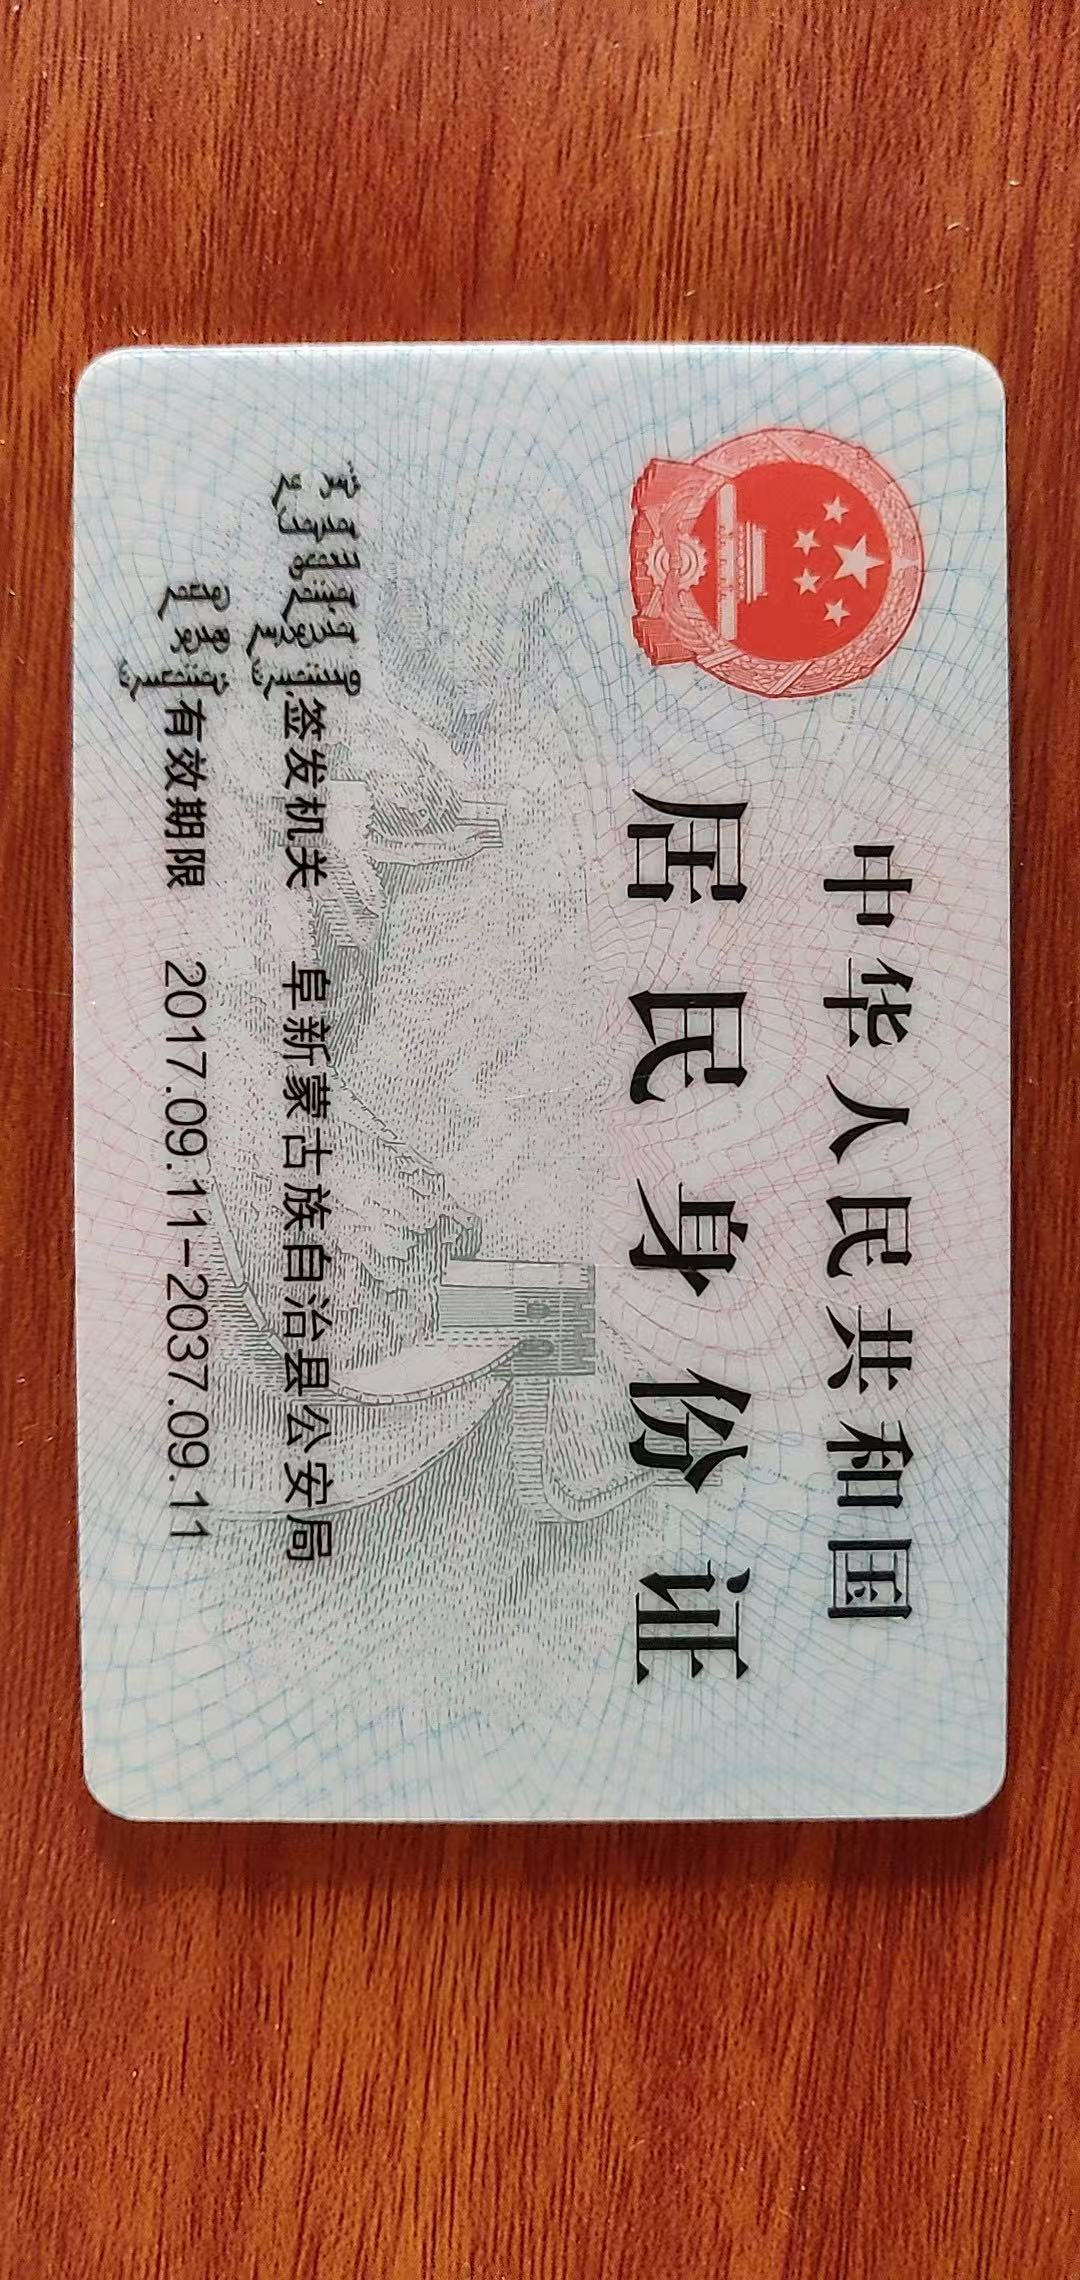 中华人民共和国
居民身份证
签发机关 阜新蒙古族自治县公安局
有效期限 2017.09.11-2037.09.11